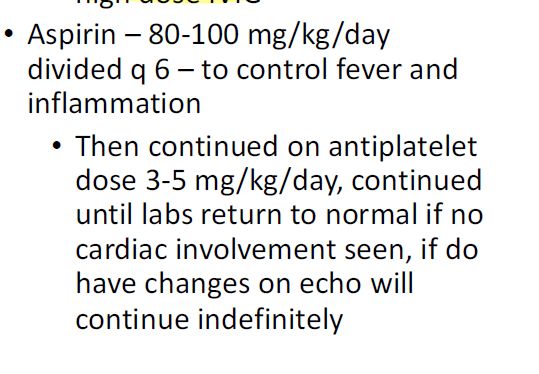 • Aspirin – 80-100 mg/kg/day
divided q 6 – to control fever and
inflammation
• Then continued on antiplatelet
dose 3-5 mg/kg/day, continued
until labs return to normal if no
cardiac involvement seen, if do
have changes on echo will
continue indefinitely